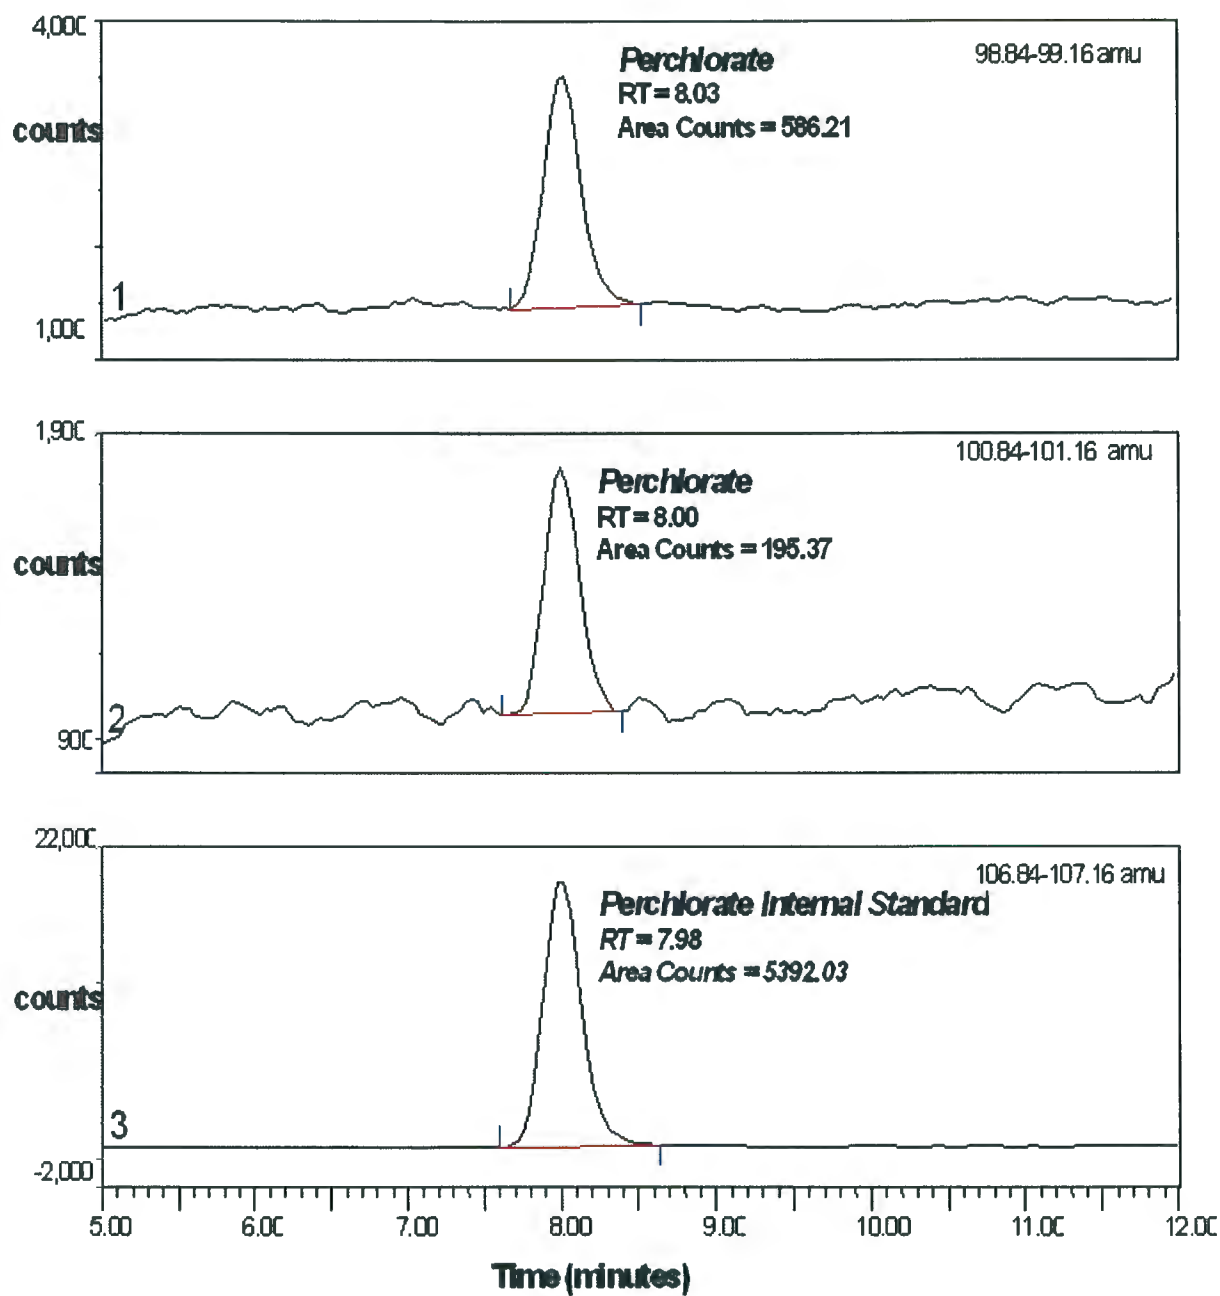 4,000
98.84-99.16 amu
Perchlorate
RT = 8.03
Area Counts = 586.21
counts
1
1,000
1,900
100.84-101.16 amu
Perchlorate
RT = 8.00
Area Counts = 195.37
counts
2
900
22,000
106.84-107.16 amu
Perchlorate Internal Standard
RT = 7.98
Area Counts = 5392.03
counts
3
-2,000
5.00 6.00 7.00 8.00 9.00 10.00 11.00 12.00
Time (minutes)